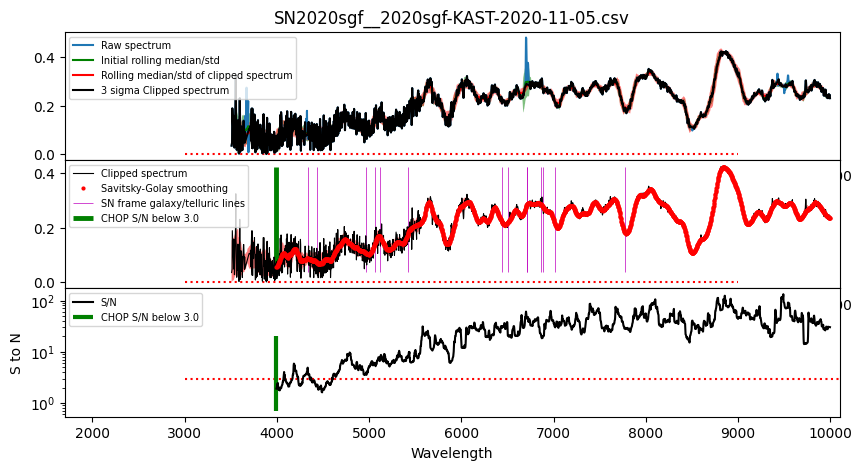 SN2020sgf__2020sgf-KAST-2020-11-05.csv
0.4
0.2
0.0
Raw spectrum
Initial rolling median/std
Rolling median/std of clipped spectrum
3 sigma Clipped spectrum
00
0.4
0.2
0.0
Clipped spectrum
Savitsky-Golay smoothing
SN frame galaxy/telluric lines
CHOP S/N below 3.0
00
S to N
10²
10¹
10⁰
S/N
CHOP S/N below 3.0
2000 3000 4000 5000 6000 7000 8000 9000 10000
Wavelength